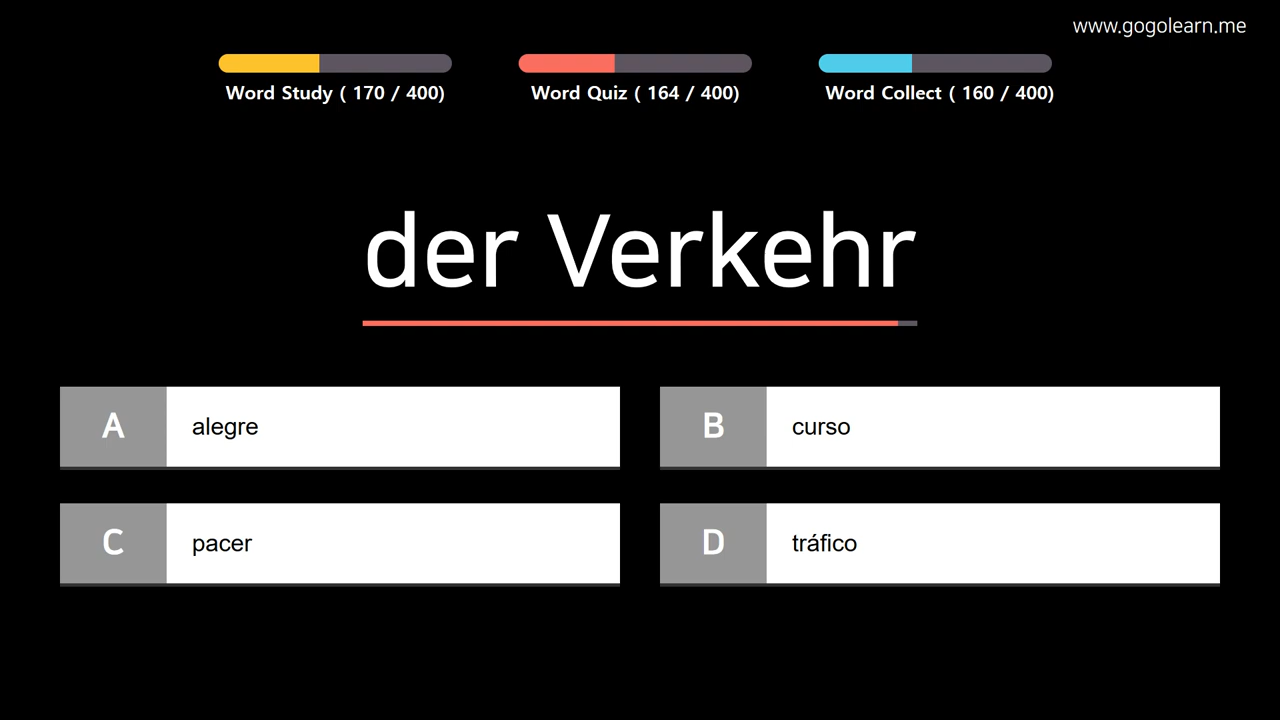 www.gogolearn.me
Word Study ( 170 / 400)
Word Quiz ( 164 / 400)
Word Collect ( 160 / 400)
der Verkehr
A alegre
B curso
C pacer
D tráfico